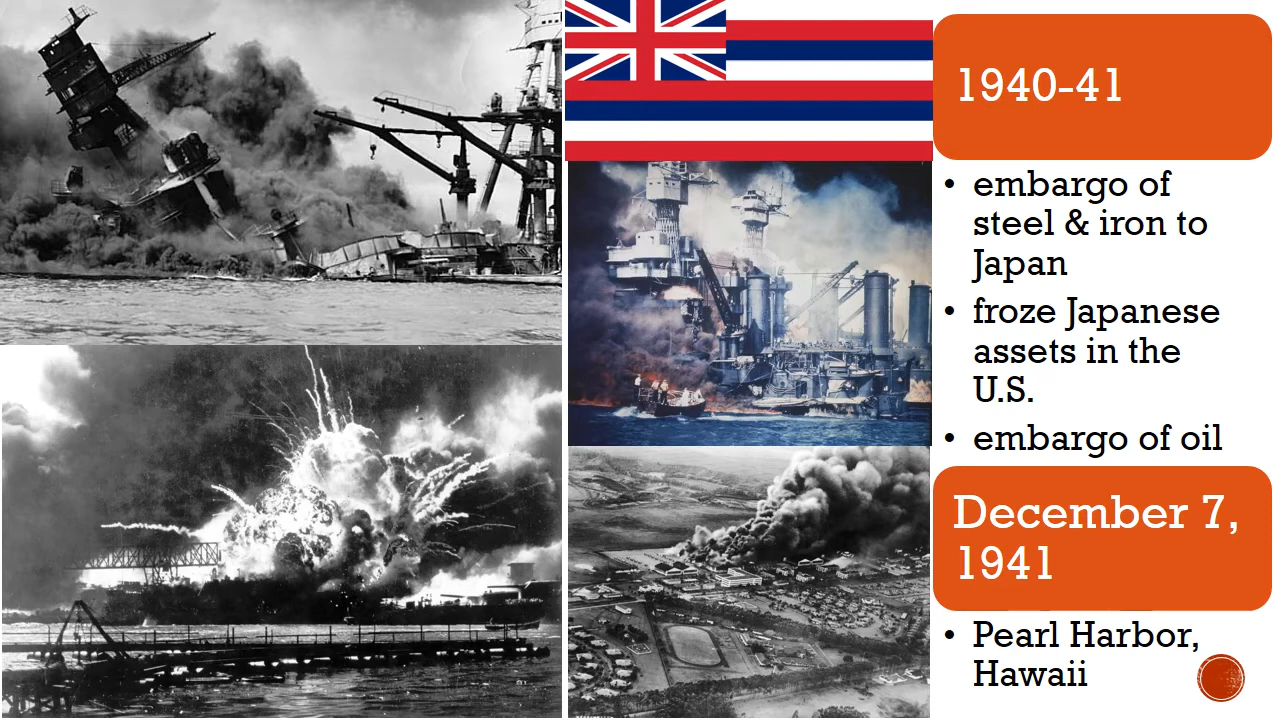 1940-41
• embargo of
steel & iron to
Japan
• froze Japanese
assets in the
U.S.
• embargo of oil
December 7,
1941
• Pearl Harbor,
Hawaii